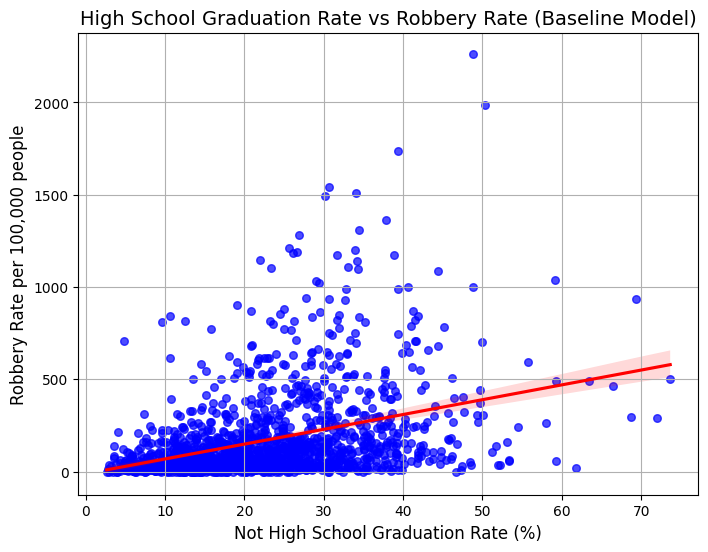 High School Graduation Rate vs Robbery Rate (Baseline Model)
Robbery Rate per 100,000 people
2000
1500
1000
500
0
0 10 20 30 40 50 60 70
Not High School Graduation Rate (%)